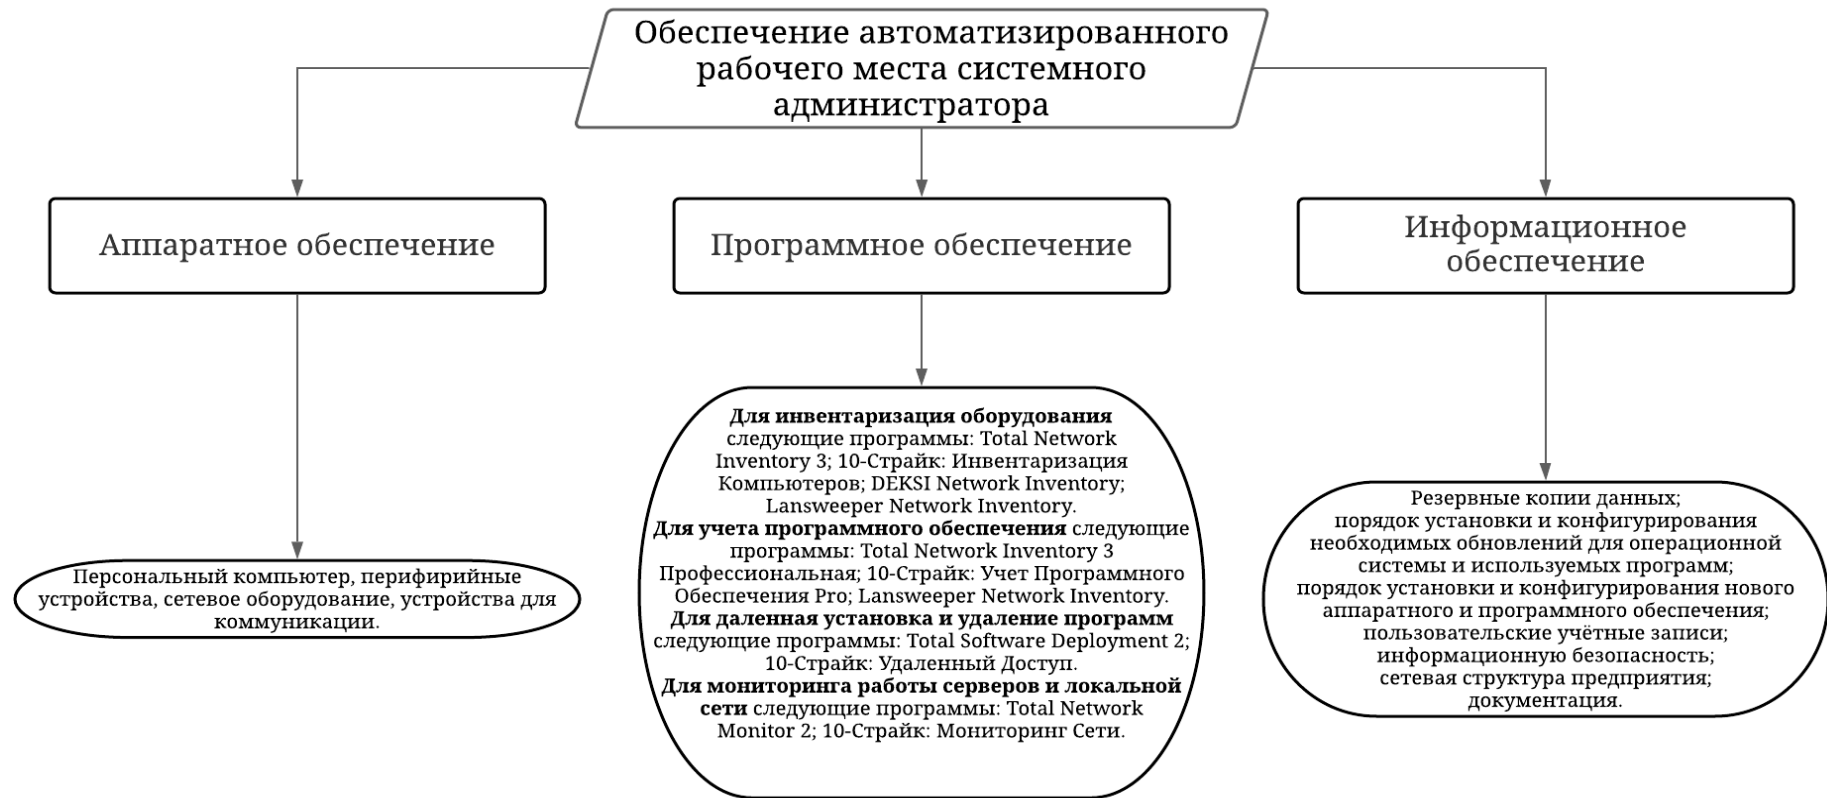 Обеспечение автоматизированного
рабочего места системного
администратора
Аппаратное обеспечение
Программное обеспечение
Информационное
обеспечение
Персональный компьютер, перифирийные
устройства, сетевое оборудование, устройства для
коммуникации.
Для инвентаризация оборудования
следующие программы: Total Network
Inventory 3; 10-Страйк: Инвентаризация
Компьютеров; DEKSI Network Inventory;
Lansweeper Network Inventory.
Для учета программного обеспечения следующие
программы: Total Network Inventory 3
Профессиональная; 10-Страйк: Учет Программного
Обеспечения Pro; Lansweeper Network Inventory.
Для даленная установка и удаление программ
следующие программы: Total Software Deployment 2;
10-Страйк: Удаленный Доступ.
Для мониторинга работы серверов и локальной
сети следующие программы: Total Network
Monitor 2; 10-Страйк: Мониторинг Сети.
Резервные копии данных;
порядок установки и конфигурирования
необходимых обновлений для операционной
системы и используемых программ;
порядок установки и конфигурирования нового
аппаратного и программного обеспечения;
пользовательские учётные записи;
информационную безопасность;
сетевая структура предприятия;
документация.